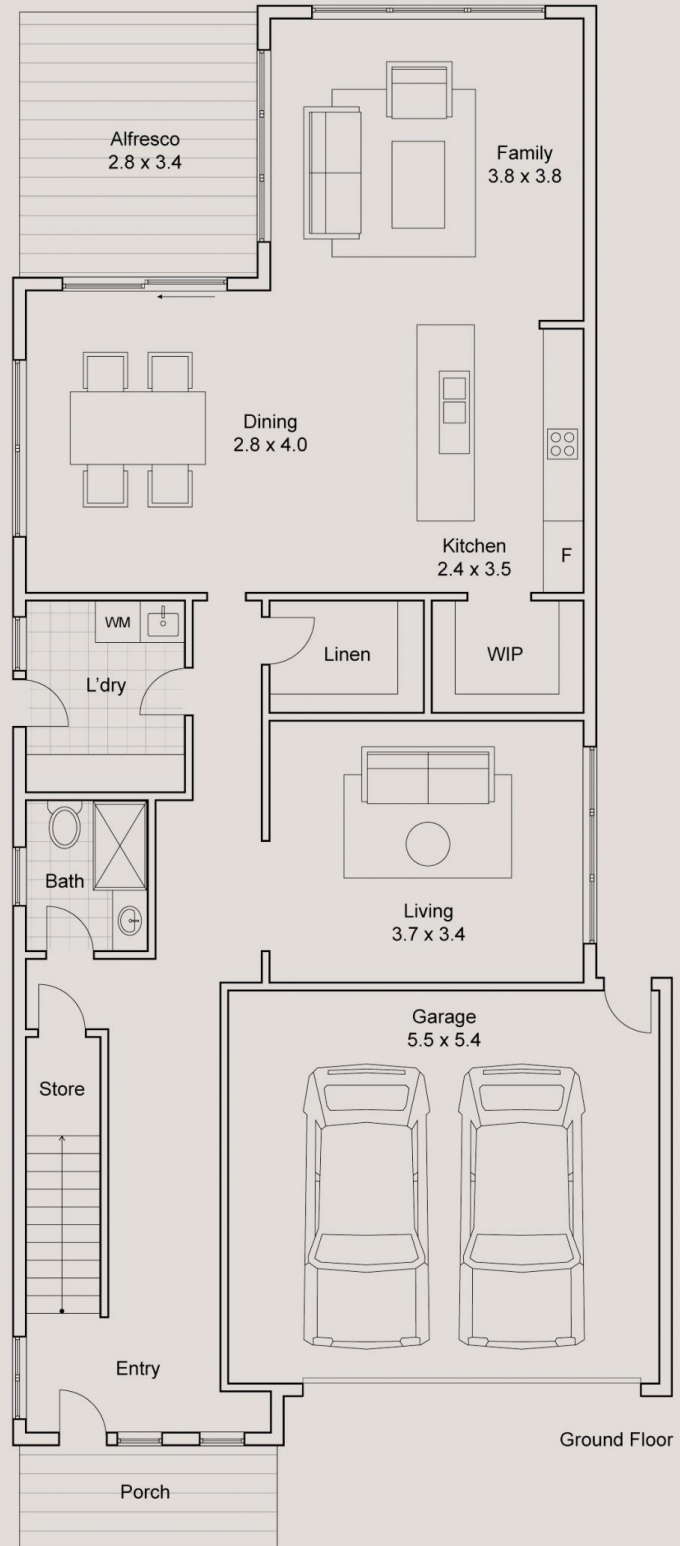 Alfresco
2.8 x 3.4
Family
3.8 x 3.8
Dining
2.8 x 4.0
Kitchen
2.4 x 3.5
F
WM
L'dry
Linen
WIP
Bath
Living
3.7 x 3.4
Garage
5.5 x 5.4
Store
Entry
Ground Floor
Porch